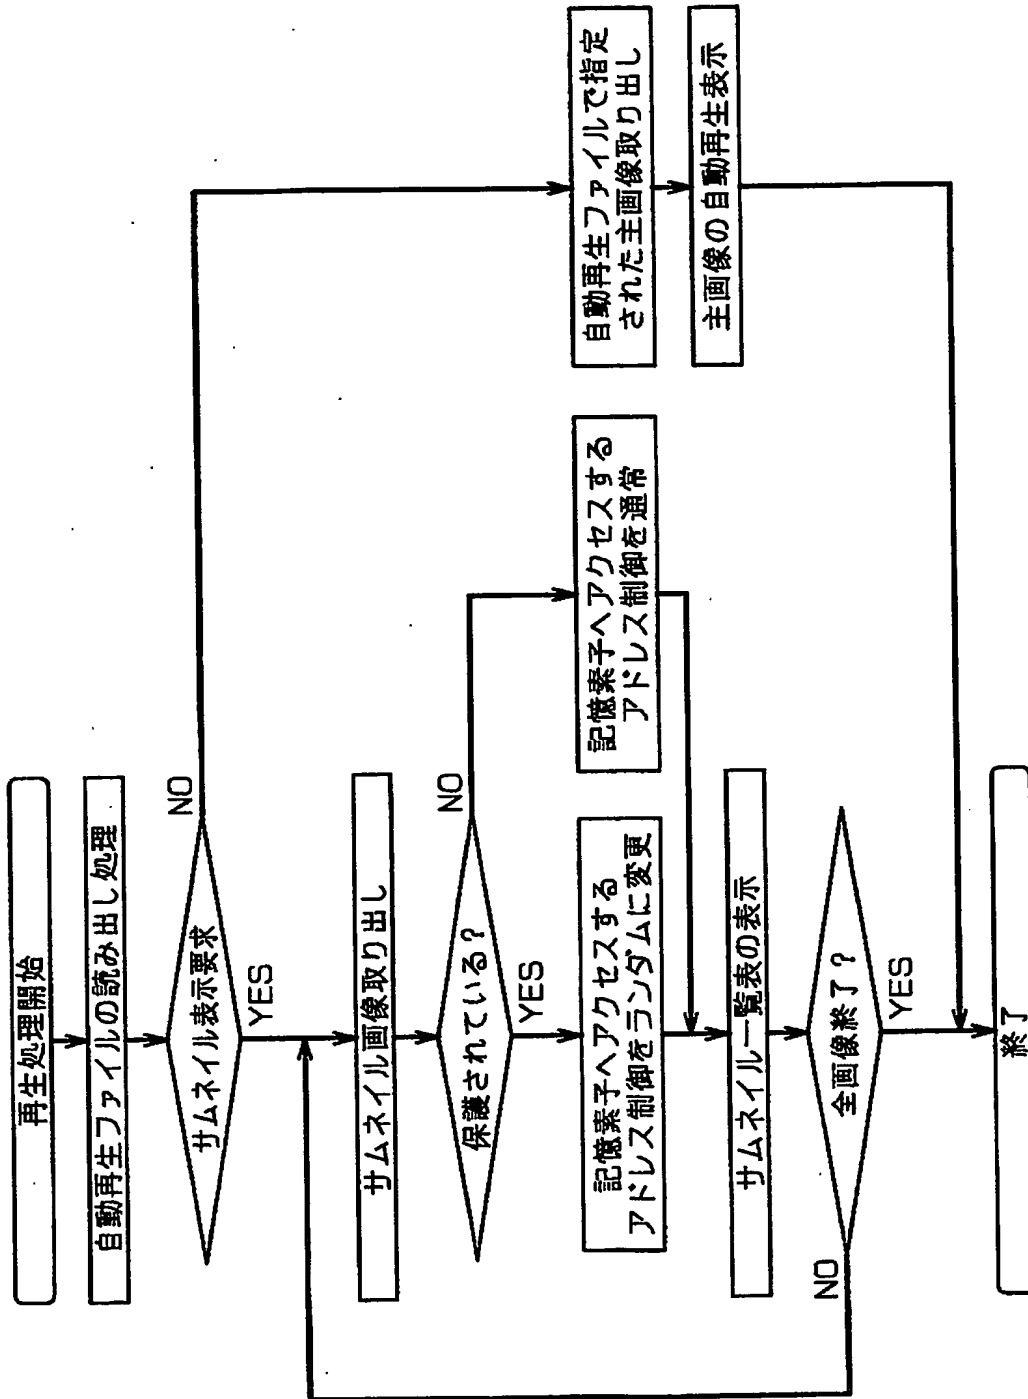 再生処理開始
自動再生ファイルの読み出し処理
サムネイル表示要求
NO
YES
サムネイル画像取り出し
保護されている?
NO
YES
記憶素子へアクセスする
アドレス制御をランダムに変更
記憶素子へアクセスする
アドレス制御を通常
自動再生ファイルで指定
された主画像取り出し
主画像の自動再生表示
サムネイル一覧表の表示
全画像終了?
NO
YES
終了